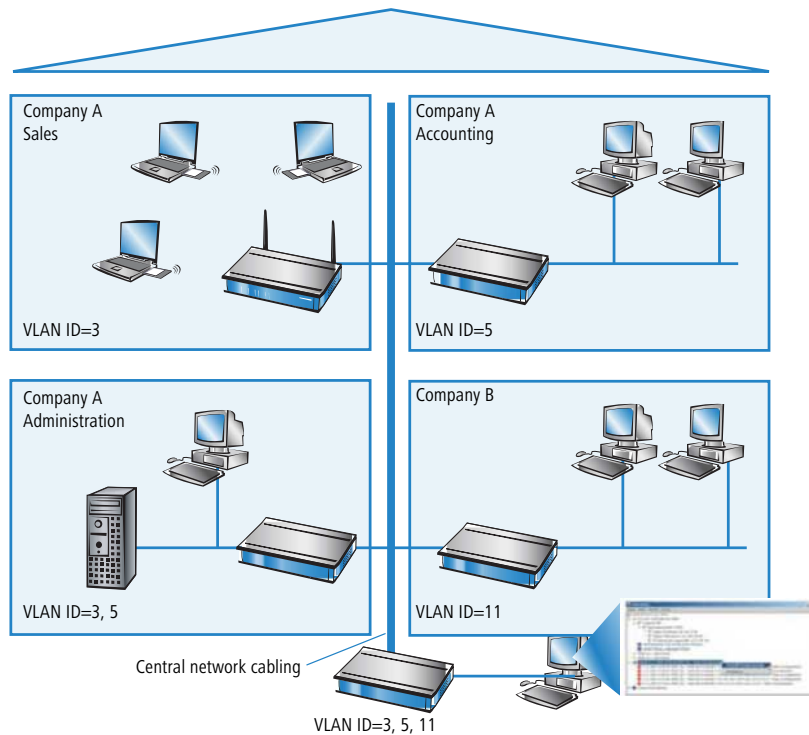 Company A
Sales
VLAN ID=3
Company A
Accounting
VLAN ID=5
Company A
Administration
VLAN ID=3, 5
Company B
VLAN ID=11
Central network cabling
VLAN ID=3, 5, 11